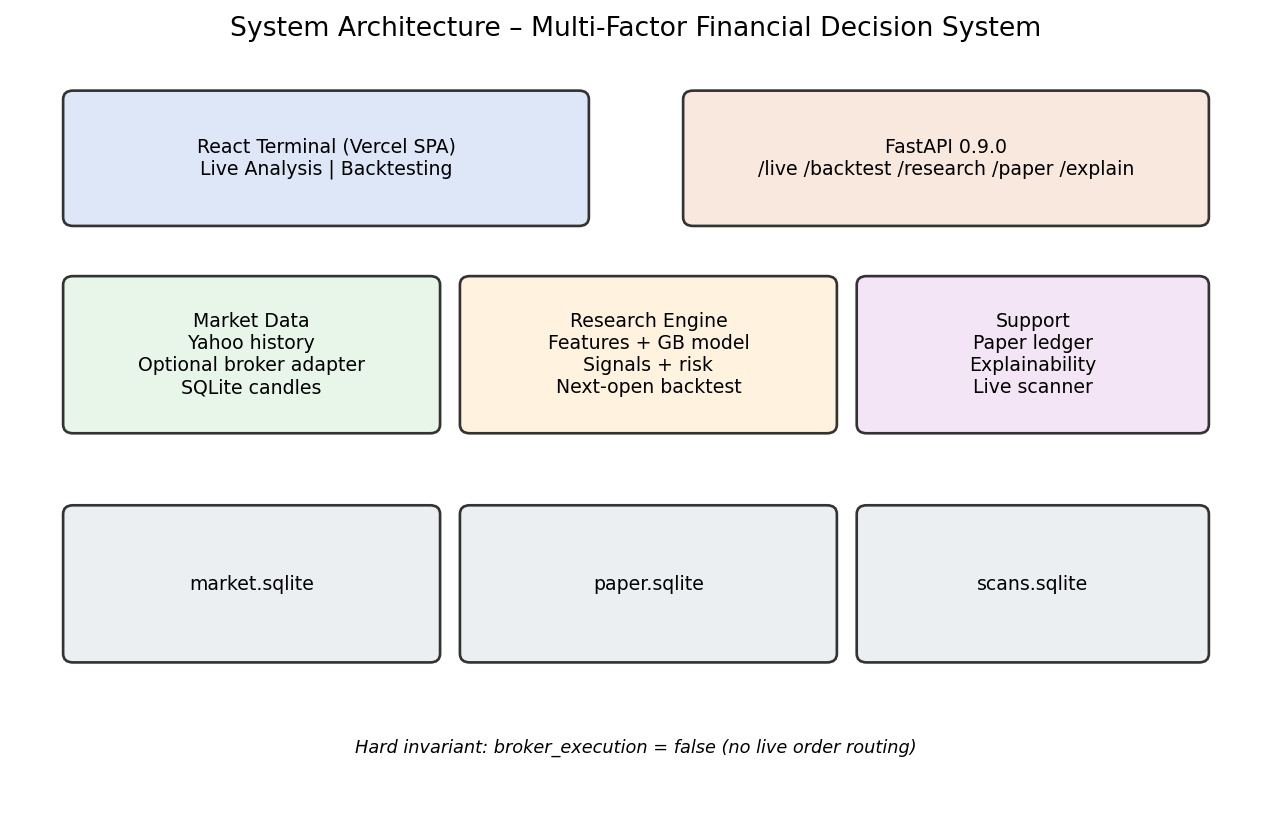 System Architecture – Multi-Factor Financial Decision System
React Terminal (Vercel SPA)
Live Analysis | Backtesting
FastAPI 0.9.0
/live /backtest /research /paper /explain
Market Data
Yahoo history
Optional broker adapter
SQLite candles
Research Engine
Features + GB model
Signals + risk
Next-open backtest
Support
Paper ledger
Explainability
Live scanner
market.sqlite
paper.sqlite
scans.sqlite
Hard invariant: broker_execution = false (no live order routing)